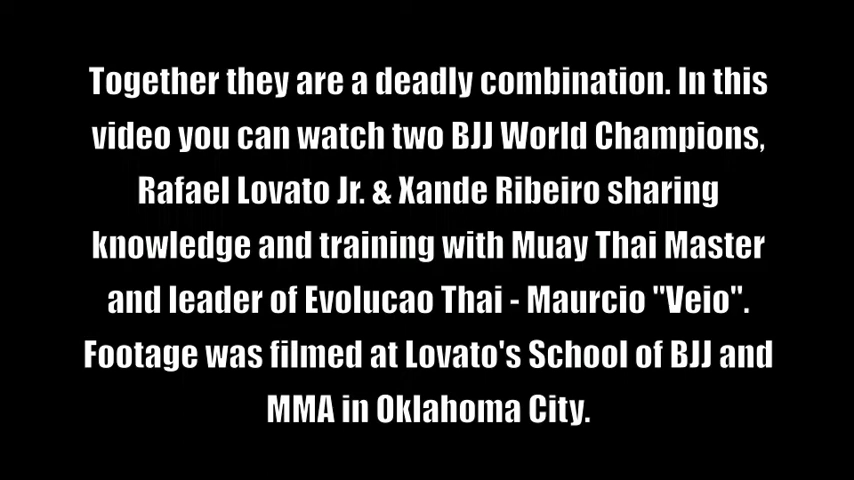 Together they are a deadly combination. In this
video you can watch two BJJ World Champions,
Rafael Lovato Jr. & Xande Ribeiro sharing
knowledge and training with Muay Thai Master
and leader of Evolucao Thai - Maurcio "Veio".
Footage was filmed at Lovato's School of BJJ and
MMA in Oklahoma City.